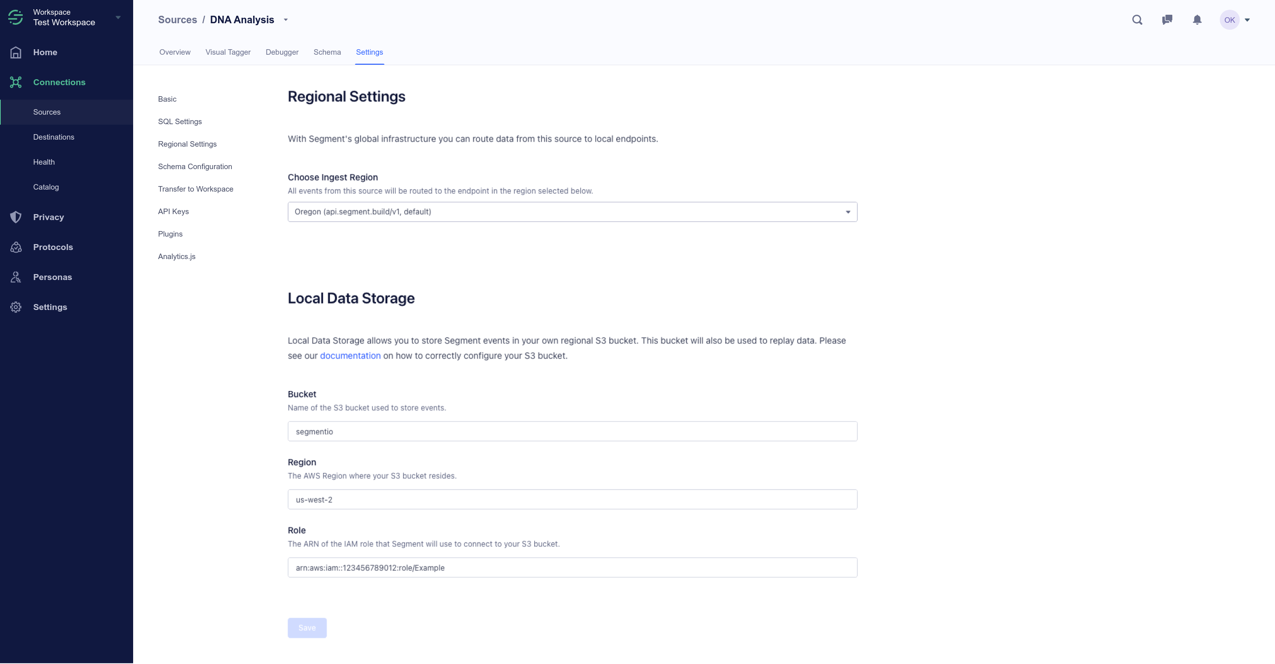 Workspace
Test Workspace
Home
Connections
Sources
Destinations
Health
Catalog
Privacy
Protocols
Personas
Settings
Sources / DNA Analysis
OK
Overview
Visual Tagger
Debugger
Schema
Settings
Basic
SQL Settings
Regional Settings
Schema Configuration
Transfer to Workspace
API Keys
Plugins
Analytics.js
Regional Settings
With Segment's global infrastructure you can route data from this source to local endpoints.
Choose Ingest Region
All events from this source will be routed to the endpoint in the region selected below.
Oregon (api.segment.build/v1, default)
Local Data Storage
Local Data Storage allows you to store Segment events in your own regional S3 bucket. This bucket will also be used to replay data. Please
see our documentation on how to correctly configure your S3 bucket.
Bucket
Name of the S3 bucket used to store events.
segmentio
Region
The AWS Region where your S3 bucket resides.
us-west-2
Role
The ARN of the IAM role that Segment will use to connect to your S3 bucket.
arn:aws:iam::123456789012:role/Example
Save